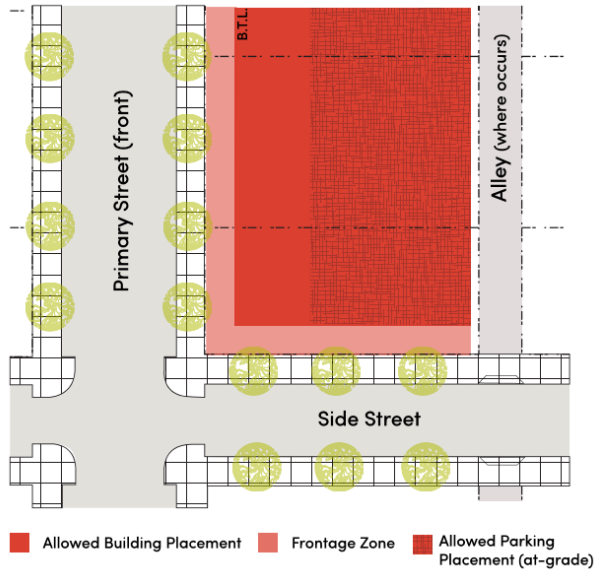 B.T.L.
Primary Street (front)
Alley (where occurs)
Side Street
Allowed Building Placement
Frontage Zone
Allowed Parking
Placement (at-grade)